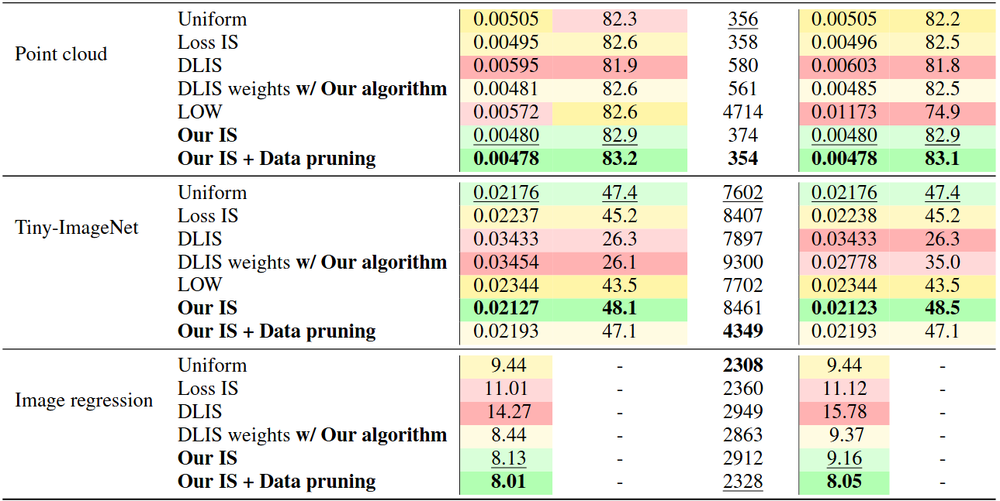 Uniform 0.00505 82.3 356 0.00505 82.2
Loss IS 0.00495 82.6 358 0.00496 82.5
Point cloud
DLIS 0.00595 81.9 580 0.00603 81.8
DLIS weights w/ Our algorithm 0.00481 82.6 561 0.00485 82.5
LOW 0.00572 82.6 4714 0.01173 74.9
Our IS 0.00480 82.9 374 0.00480 82.9
Our IS + Data pruning 0.00478 83.2 354 0.00478 83.1
Uniform 0.02176 47.4 7602 0.02176 47.4
Loss IS 0.02237 45.2 8407 0.02238 45.2
Tiny-ImageNet
DLIS 0.03433 26.3 7897 0.03433 26.3
DLIS weights w/ Our algorithm 0.03454 26.1 9300 0.02778 35.0
LOW 0.02344 43.5 7702 0.02344 43.5
Our IS 0.02127 48.1 8461 0.02123 48.5
Our IS + Data pruning 0.02193 47.1 4349 0.02193 47.1
Uniform 9.44 - 2308 9.44 -
Loss IS 11.01 - 2360 11.12 -
Image regression
DLIS 14.27 - 2949 15.78 -
DLIS weights w/ Our algorithm 8.44 - 2863 9.37 -
Our IS 8.13 - 2912 9.16 -
Our IS + Data pruning 8.01 - 2328 8.05 -